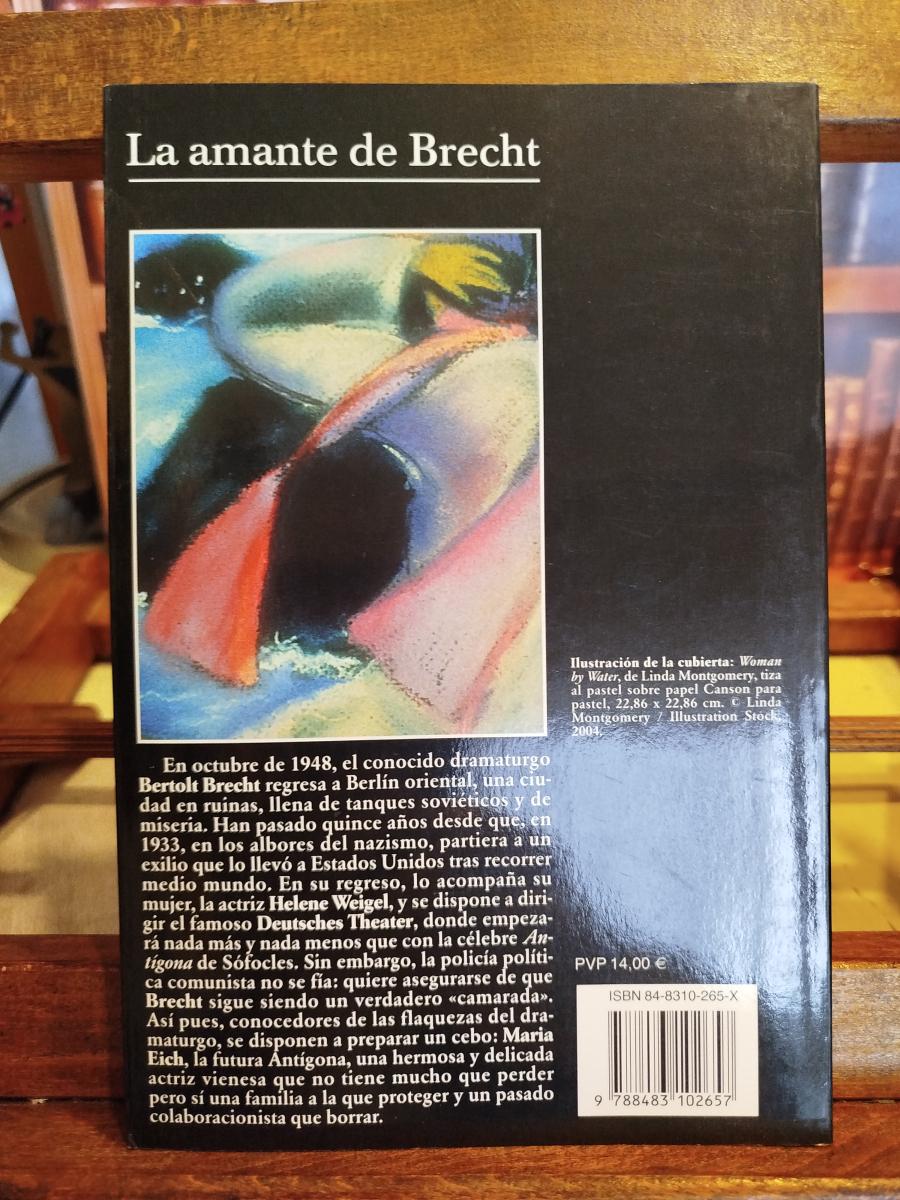 La amante de Brecht
Ilustración de la cubierta: Woman
by Water, de Linda Montgomery, tiza
al pastel sobre papel Canson para
pastel, 22,86 x 22,86 cm. © Linda
Montgomery / Illustration Stock,
2004.
En octubre de 1948, el conocido dramaturgo
Bertolt Brecht regresa a Berlín oriental, una ciu-
dad en ruinas, llena de tanques soviéticos y de
miseria. Han pasado quince años desde que, en
1933, en los albores del nazismo, partiera a un
exilio que lo llevó a Estados Unidos tras recorrer
medio mundo. En su regreso, lo acompaña su
mujer, la actriz Helene Weigel, y se dispone a diri-
gir el famoso Deutsches Theater, donde empeza-
rá nada más y nada menos que con la célebre An-
tígona de Sófocles. Sin embargo, la policía políti-
ca comunista no se fía: quiere asegurarse de que
Brecht sigue siendo un verdadero «camarada».
Así pues, conocedores de las flaquezas del dra-
maturgo, se disponen a preparar un cebo: Maria
Eich, la futura Antígona, una hermosa y delicada
actriz vienesa que no tiene mucho que perder
pero sí una familia a la que proteger y un pasado
colaboracionista que borrar.
PVP 14,00 €
ISBN 84-8310-265-X
9 788483 102657